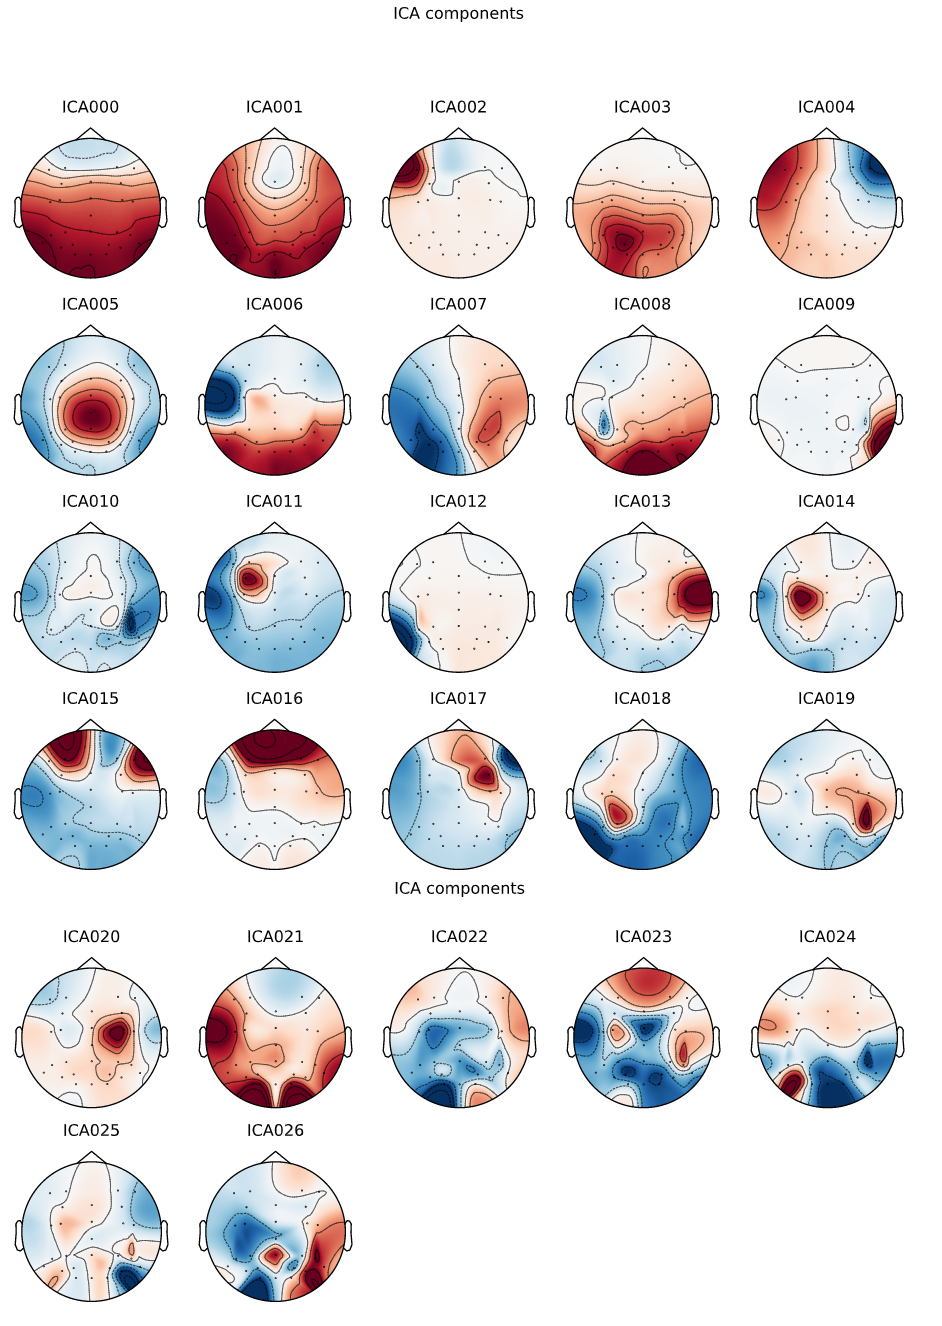 ICA components
ICA000 ICA001 ICA002 ICA003 ICA004
ICA005 ICA006 ICA007 ICA008 ICA009
ICA010 ICA011 ICA012 ICA013 ICA014
ICA015 ICA016 ICA017 ICA018 ICA019
ICA components
ICA020 ICA021 ICA022 ICA023 ICA024
ICA025 ICA026